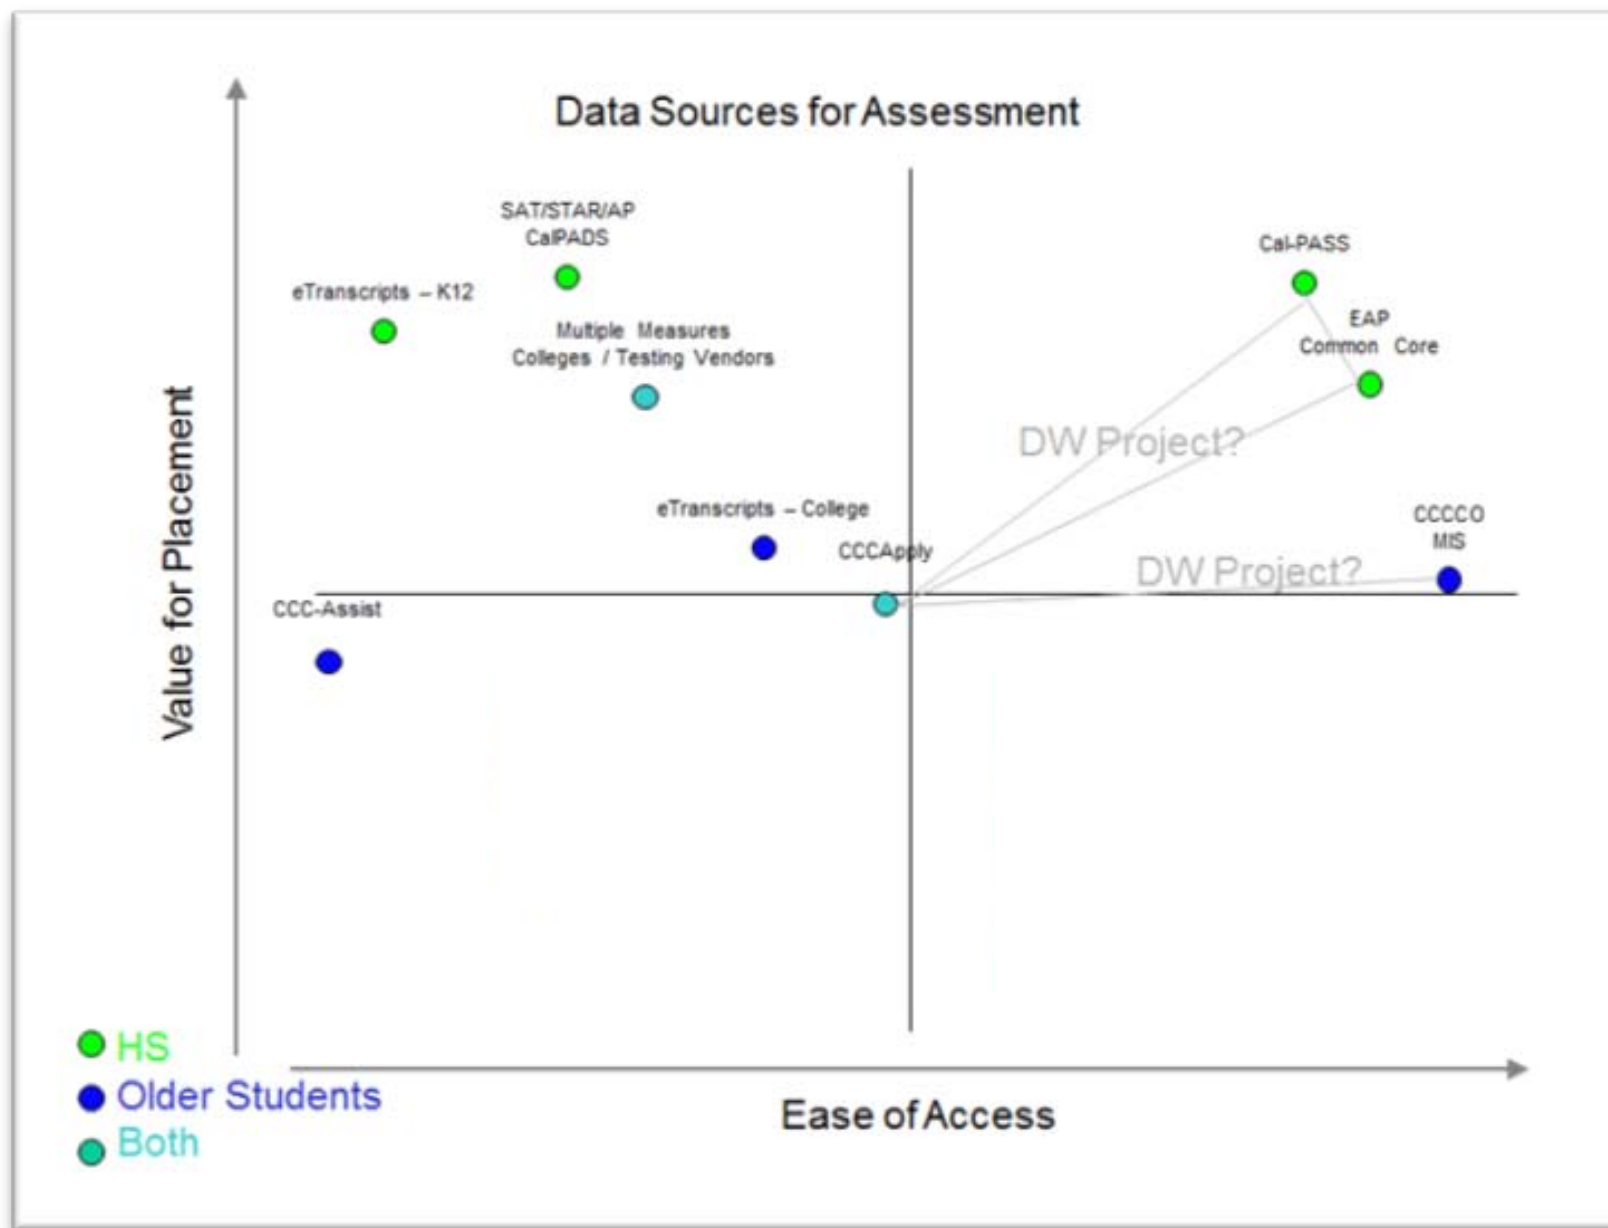 Data Sources for Assessment
SAT/STAR/AP
CalPADS
eTranscripts – K12
Multiple Measures
Colleges / Testing Vendors
Cal-PASS
EAP
Common Core
DW Project?
eTranscripts – College
CCCApply
CCCCO
MIS
DW Project?
CCC-Assist
Value for Placement
HS
Older Students
Both
Ease of Access